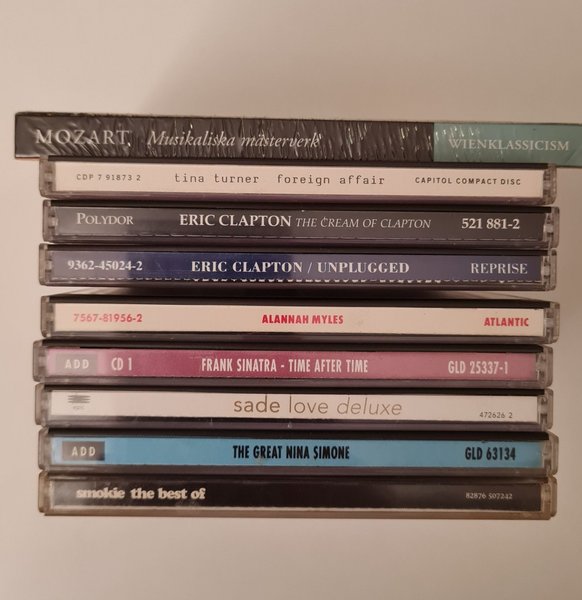 MOZART Musikaliska mästerverk WIENKLASSICISM
CDP 7 91873 2 tina turner foreign affair CAPITOL COMPACT DISC
POLYDOR ERIC CLAPTON THE CREAM OF CLAPTON 521 881-2
9362-45024-2 ERIC CLAPTON / UNPLUGGED REPRISE
7567-81956-2 ALANNAH MYLES ATLANTIC
ADD CD 1 FRANK SINATRA - TIME AFTER TIME GLD 25337-1
epic sade love deluxe 472626 2
ADD THE GREAT NINA SIMONE GLD 63134
smokie the best of 82876 507242